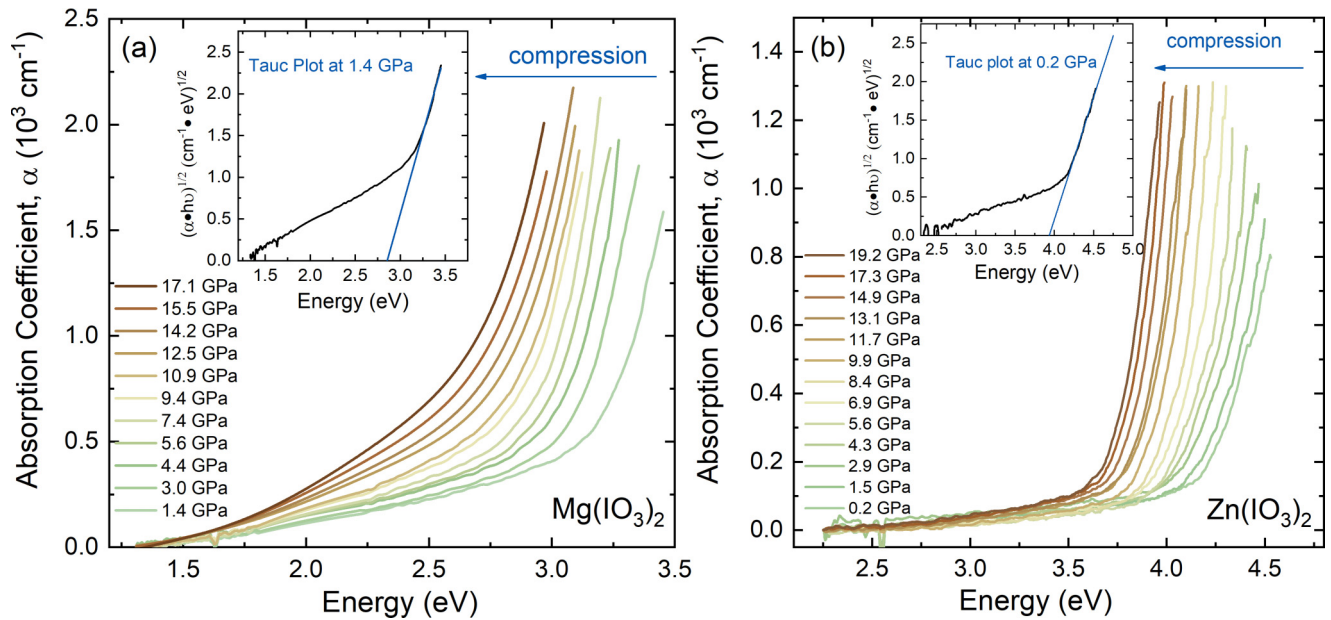 (a)
Tauc Plot at 1.4 GPa
compression
(α•hυ)1/2 (cm-1• eV)1/2
2.5
2.0
1.5
1.0
0.5
0.0
1.5 2.0 2.5 3.0 3.5
Energy (eV)
Absorption Coefficient, α (10³ cm⁻¹)
2.5
2.0
1.5
1.0
0.5
0.0
17.1 GPa
15.5 GPa
14.2 GPa
12.5 GPa
10.9 GPa
9.4 GPa
7.4 GPa
5.6 GPa
4.4 GPa
3.0 GPa
1.4 GPa
Mg(IO₃)₂
1.5 2.0 2.5 3.0 3.5
Energy (eV)
(b)
Tauc plot at 0.2 GPa
compression
(α•hυ)1/2 (cm-1• eV)1/2
2.5
2.0
1.5
1.0
0.5
0.0
2.5 3.0 3.5 4.0 4.5 5.0
Energy (eV)
Absorption Coefficient, α (10³ cm⁻¹)
1.4
1.2
1.0
0.8
0.6
0.4
0.2
0.0
19.2 GPa
17.3 GPa
14.9 GPa
13.1 GPa
11.7 GPa
9.9 GPa
8.4 GPa
6.9 GPa
5.6 GPa
4.3 GPa
2.9 GPa
1.5 GPa
0.2 GPa
Zn(IO₃)₂
2.5 3.0 3.5 4.0 4.5
Energy (eV)